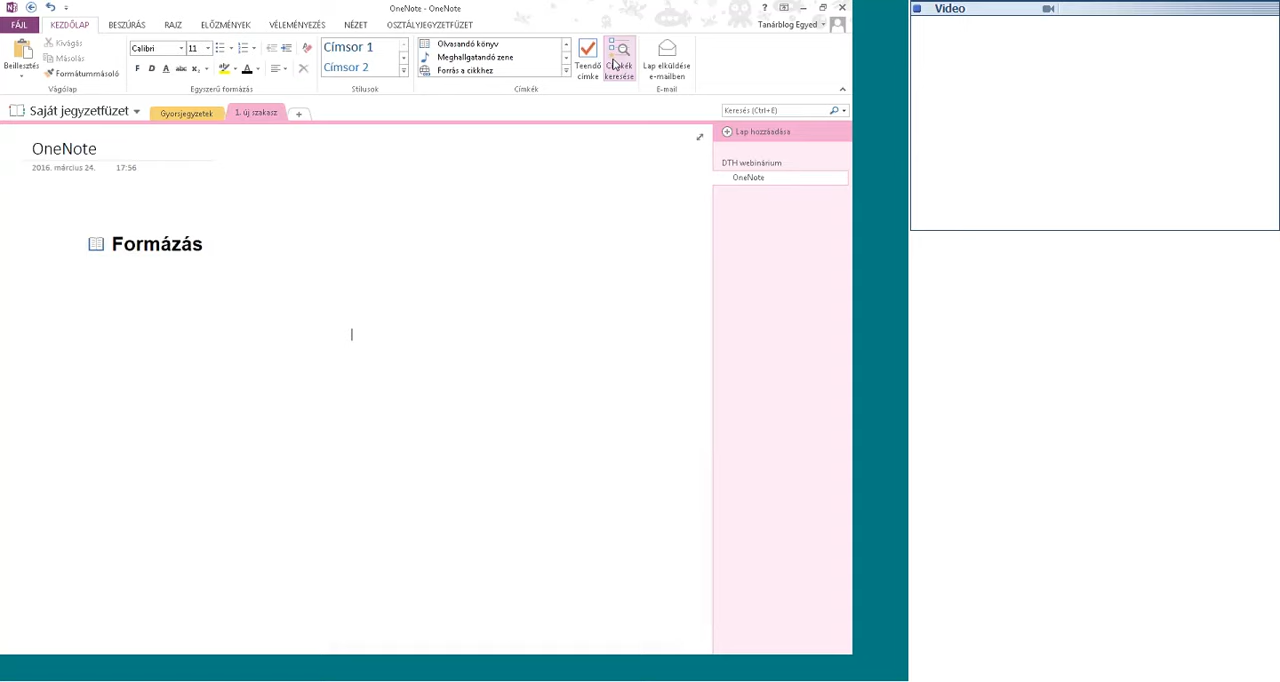 OneNote - OneNote
Video
FÁJL KEZDŐLAP BESZÚRÁS RAJZ ELŐZMÉNYEK VÉLEMÉNYEZÉS NÉZET OSZTÁLYJEGYZETFÜZET
Tanárblog Egyed
Beillesztés
Kivágás
Másolás
Formátummásoló
Vágólap
Calibri 11
F D A abc X
Egyszerű formázás
Címsor 1
Címsor 2
Stílusok
Olvasandó könyv
Meghallgatandó zene
Forrás a cikkhez
Címkék
Teendő címke
Címkék keresése
Lap elküldése e-mailben
E-mail
Saját jegyzetfüzet
Gyorsjegyzetek
1. új szakasz
Keresés (Ctrl+E)
Lap hozzáadása
DTH webinárium
OneNote
OneNote
2016. március 24. 17:56
Formázás